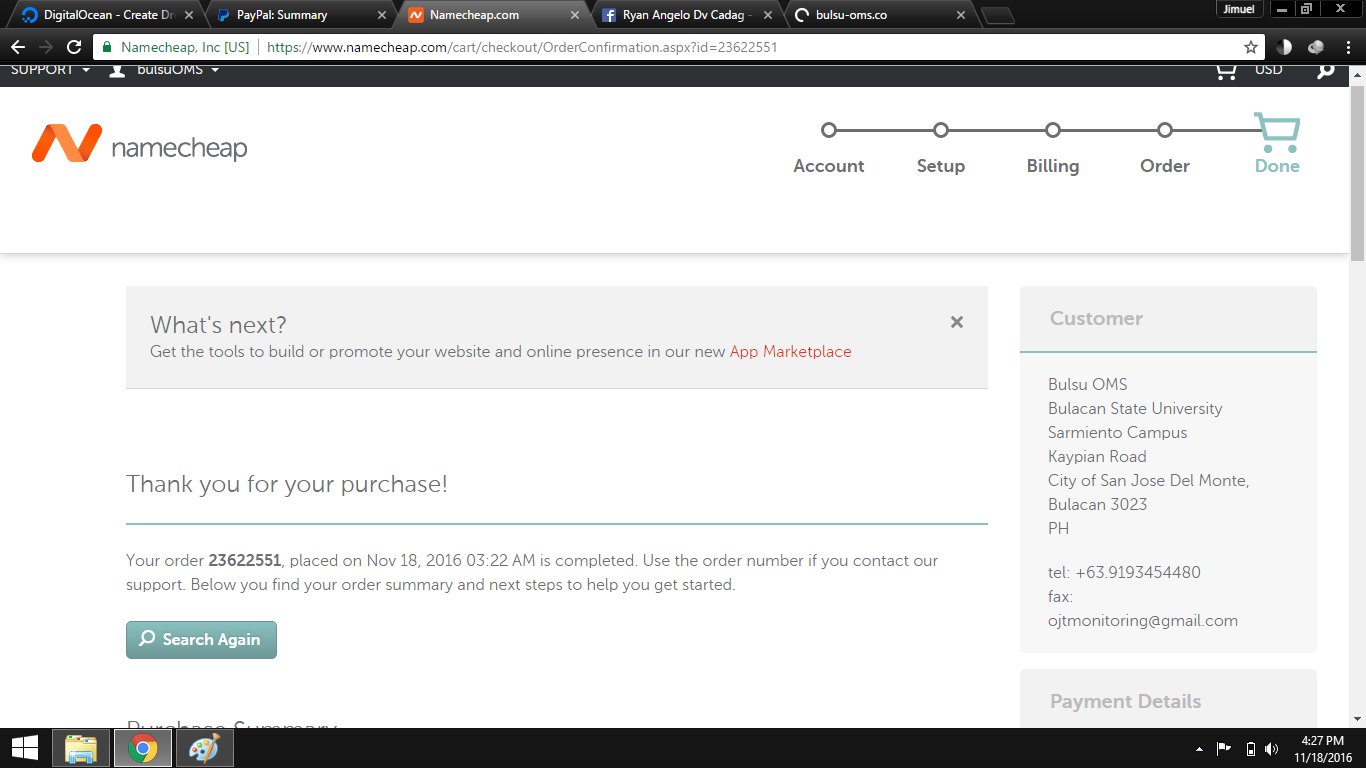 DigitalOcean - Create Dr
PayPal: Summary
Namecheap.com
Ryan Angelo Dv Cadag -
bulsu-oms.co
Jimuel
Namecheap, Inc [US]
https://www.namecheap.com/cart/checkout/OrderConfirmation.aspx?id=23622551
SUPPORT
bulsuOMS
USD
namecheap
Account
Setup
Billing
Order
Done
What's next?
Get the tools to build or promote your website and online presence in our new App Marketplace
Thank you for your purchase!
Your order 23622551, placed on Nov 18, 2016 03:22 AM is completed. Use the order number if you contact our
support. Below you find your order summary and next steps to help you get started.
Search Again
Purchase Summary
Customer
Bulsu OMS
Bulacan State University
Sarmiento Campus
Kaypian Road
City of San Jose Del Monte,
Bulacan 3023
PH
tel: +63.9193454480
fax:
ojtmonitoring@gmail.com
Payment Details
4:27 PM
11/18/2016